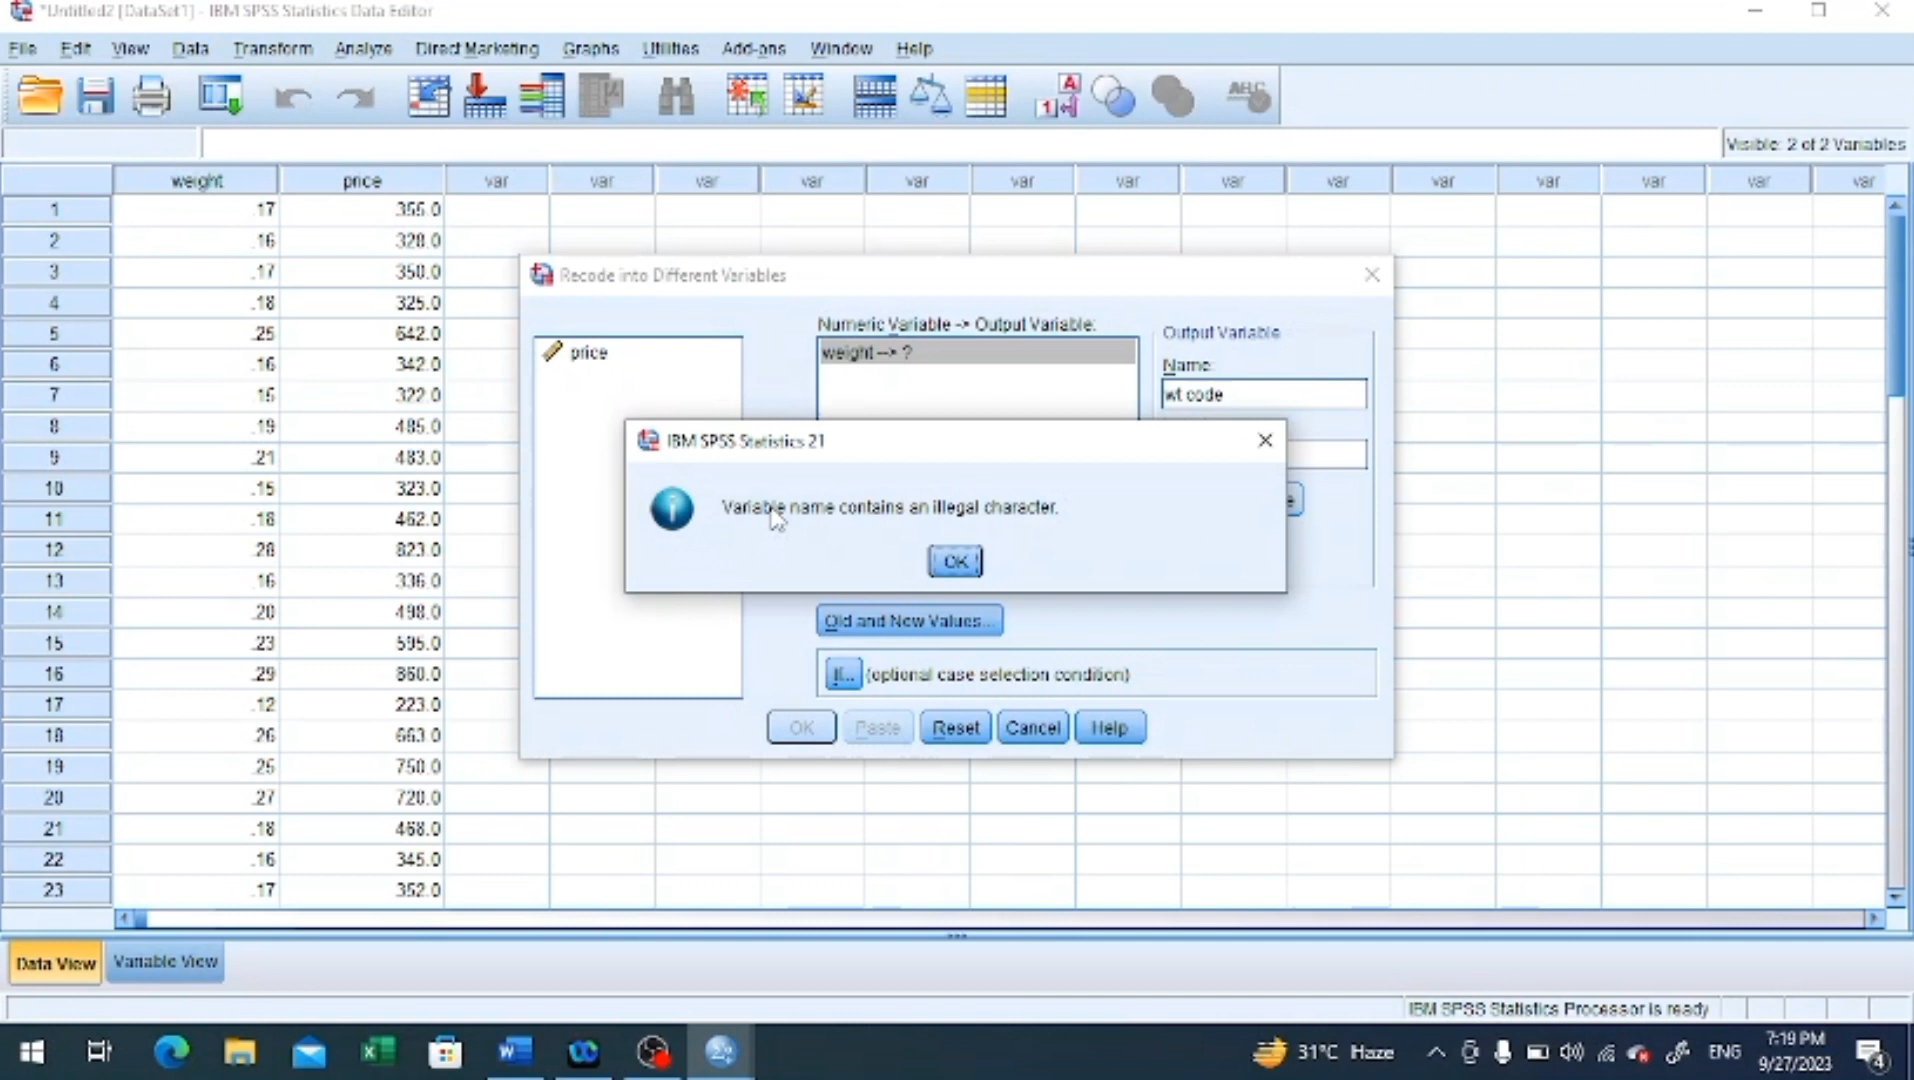 *Untitled2 [DataSet1] - IBM SPSS Statistics Data Editor
File Edit View Data Transform Analyze Direct Marketing Graphs Utilities Add-ons Window Help
Visible: 2 of 2 Variables
weight price var var var var var var var var var var var var var var
1 .17 355.0
2 .16 328.0
3 .17 350.0
4 .18 325.0
5 .25 642.0
6 .16 342.0
7 .15 322.0
8 .19 485.0
9 .21 483.0
10 .15 323.0
11 .18 462.0
12 .28 823.0
13 .16 336.0
14 .20 498.0
15 .23 595.0
16 .29 860.0
17 .12 223.0
18 .26 663.0
19 .25 750.0
20 .27 720.0
21 .18 468.0
22 .16 345.0
23 .17 352.0
Recode into Different Variables
Numeric Variable -> Output Variable:
Output Variable
price
weight --> ?
Name:
wt code
IBM SPSS Statistics 21
Variable name contains an illegal character.
OK
Old and New Values...
If... (optional case selection condition)
OK Paste Reset Cancel Help
Data View Variable View
IBM SPSS Statistics Processor is ready
31°C Haze
ENG
7:19 PM
9/27/2023
4